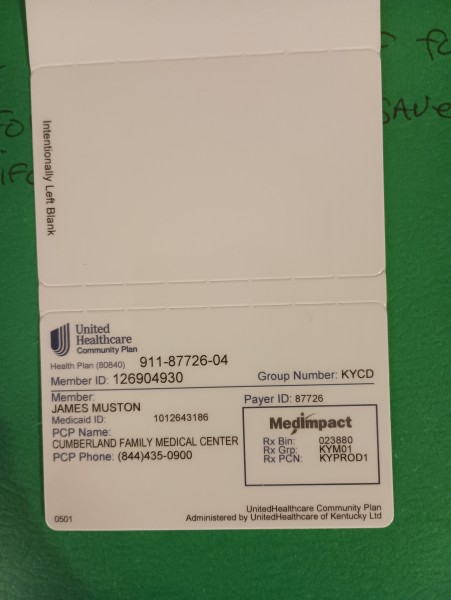 SAVE
Intentionally Left Blank
United
Healthcare
Community Plan
Health Plan (80840) 911-87726-04
Member ID: 126904930 Group Number: KYCD
Member:
JAMES MUSTON
Payer ID: 87726
Medicaid ID: 1012643186
PCP Name:
CUMBERLAND FAMILY MEDICAL CENTER
PCP Phone: (844)435-0900
MedImpact
Rx Bin: 023880
Rx Grp: KYM01
Rx PCN: KYPROD1
0501
UnitedHealthcare Community Plan
Administered by UnitedHealthcare of Kentucky Ltd